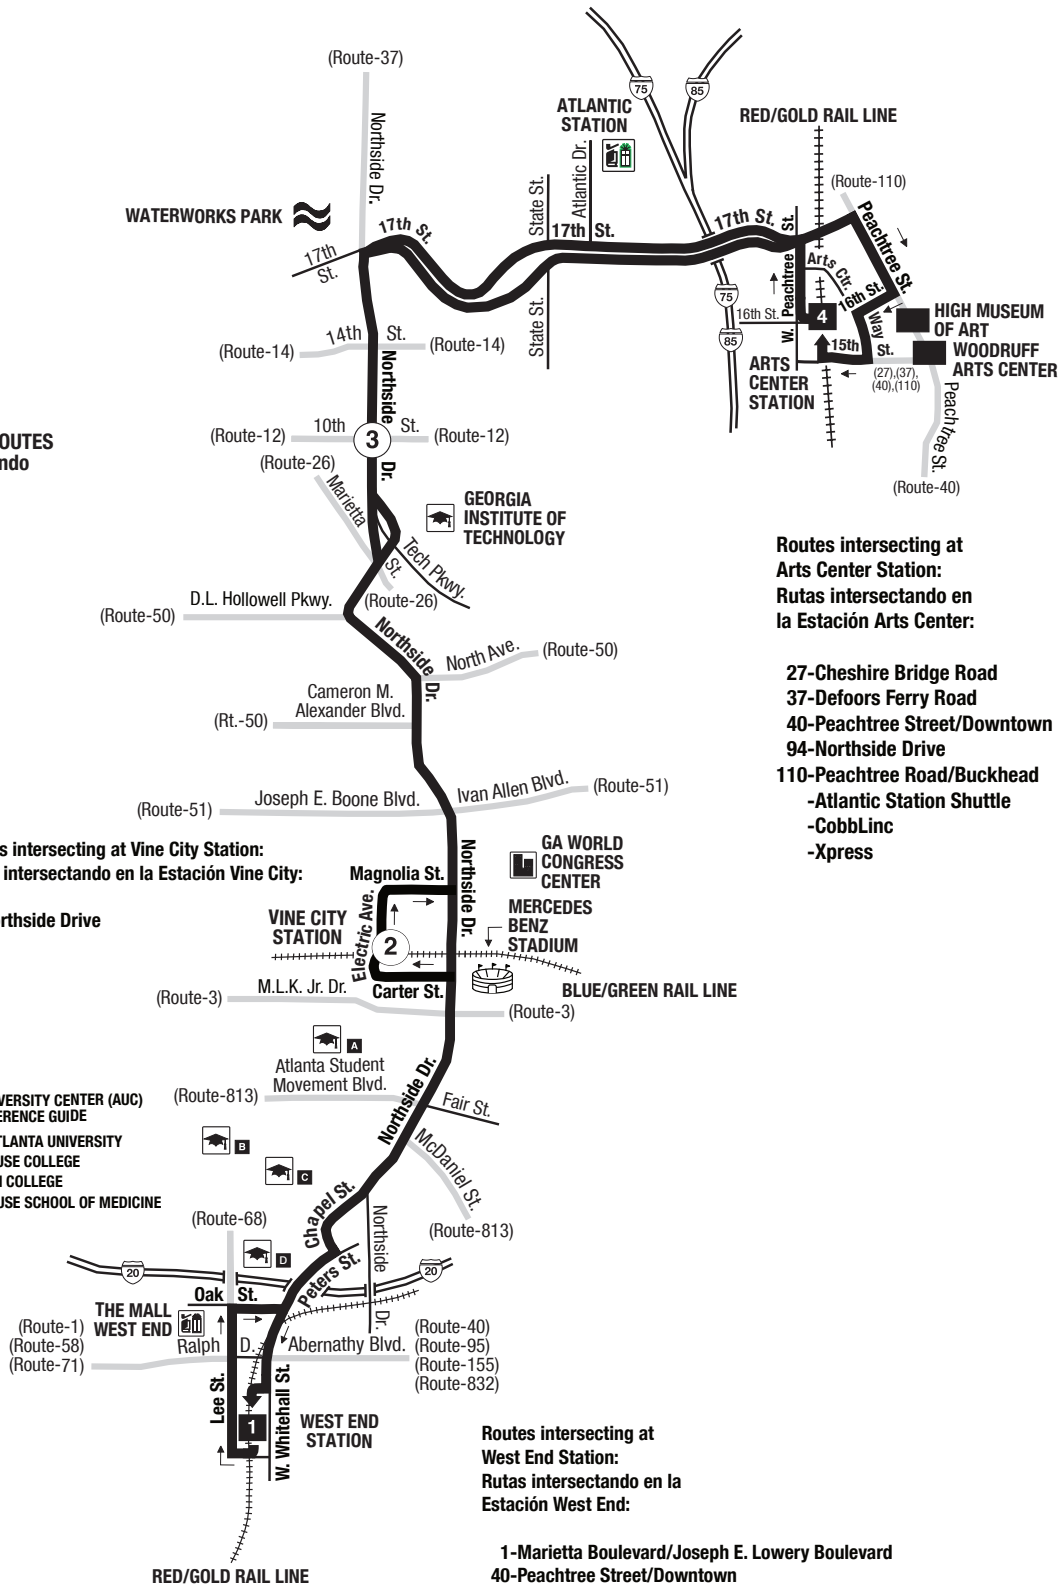 (Route-37)
Northside Dr.
75
85
ATLANTIC
STATION
RED/GOLD RAIL LINE
State St.
Atlantic Dr.
(Route-110)
WATERWORKS PARK
17th St.
17th St.
17th St.
W. Peachtree St.
Peachtree St.
17th
St.
Arts Ctr.
Way
16th St.
State St.
75
85
16th St.
4
HIGH MUSEUM
OF ART
WOODRUFF
ARTS CENTER
15th St.
(27),(37),
(40),(110)
ARTS
CENTER
STATION
Peachtree St.
(Route-40)
(Route-14)
14th St.
(Route-14)
Northside Dr.
(Route-12)
10th St.
3
(Route-12)
OUTES
ndo
(Route-26)
Marietta St.
GEORGIA
INSTITUTE OF
TECHNOLOGY
Tech Pkwy.
(Route-26)
Routes intersecting at
Arts Center Station:
Rutas intersectando en
la Estación Arts Center:
27-Cheshire Bridge Road
37-Defoors Ferry Road
40-Peachtree Street/Downtown
94-Northside Drive
110-Peachtree Road/Buckhead
-Atlantic Station Shuttle
-CobbLinc
-Xpress
(Route-50)
D.L. Hollowell Pkwy.
Northside Dr.
North Ave.
(Route-50)
Cameron M.
Alexander Blvd.
(Rt.-50)
(Route-51)
Joseph E. Boone Blvd.
Ivan Allen Blvd.
(Route-51)
s intersecting at Vine City Station:
intersectando en la Estación Vine City:
rthside Drive
Magnolia St.
Northside Dr.
GA WORLD
CONGRESS
CENTER
VINE CITY
STATION
Electric Ave.
2
MERCEDES
BENZ
STADIUM
Carter St.
BLUE/GREEN RAIL LINE
(Route-3)
M.L.K. Jr. Dr.
(Route-3)
A
Atlanta Student
Movement Blvd.
(Route-813)
Northside Dr.
Fair St.
McDaniel St.
(Route-813)
VERSITY CENTER (AUC)
ERENCE GUIDE
TLANTA UNIVERSITY
USE COLLEGE
N COLLEGE
USE SCHOOL OF MEDICINE
B
C
D
Chapel St.
Northside Dr.
(Route-68)
20
20
Peters St.
Oak St.
THE MALL
WEST END
(Route-1)
(Route-58)
(Route-71)
Ralph D. Abernathy Blvd.
(Route-40)
(Route-95)
(Route-155)
(Route-832)
Lee St.
W. Whitehall St.
1
WEST END
STATION
RED/GOLD RAIL LINE
Routes intersecting at
West End Station:
Rutas intersectando en la
Estación West End:
1-Marietta Boulevard/Joseph E. Lowery Boulevard
40-Peachtree Street/Downtown